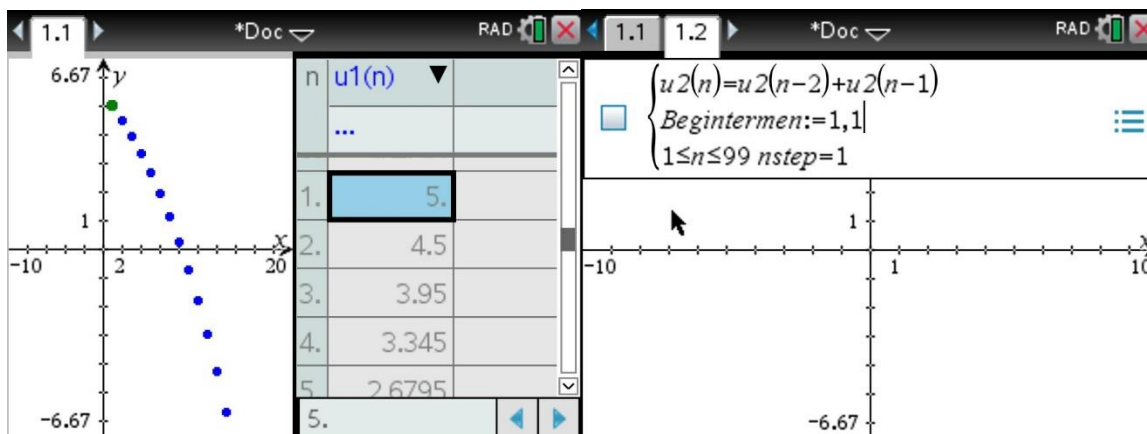 1.1 *Doc RAD
6.67 y
1
x
-10 2 20
-6.67
n u1(n) ▼
...
1. 5.
2. 4.5
3. 3.95
4. 3.345
5. 2.6795
5.
1.1 1.2 *Doc RAD
u2(n)=u2(n-2)+u2(n-1)
Begintermen:=1,1
1≤n≤99 nstep=1
1
x
-10 1 10
-6.67